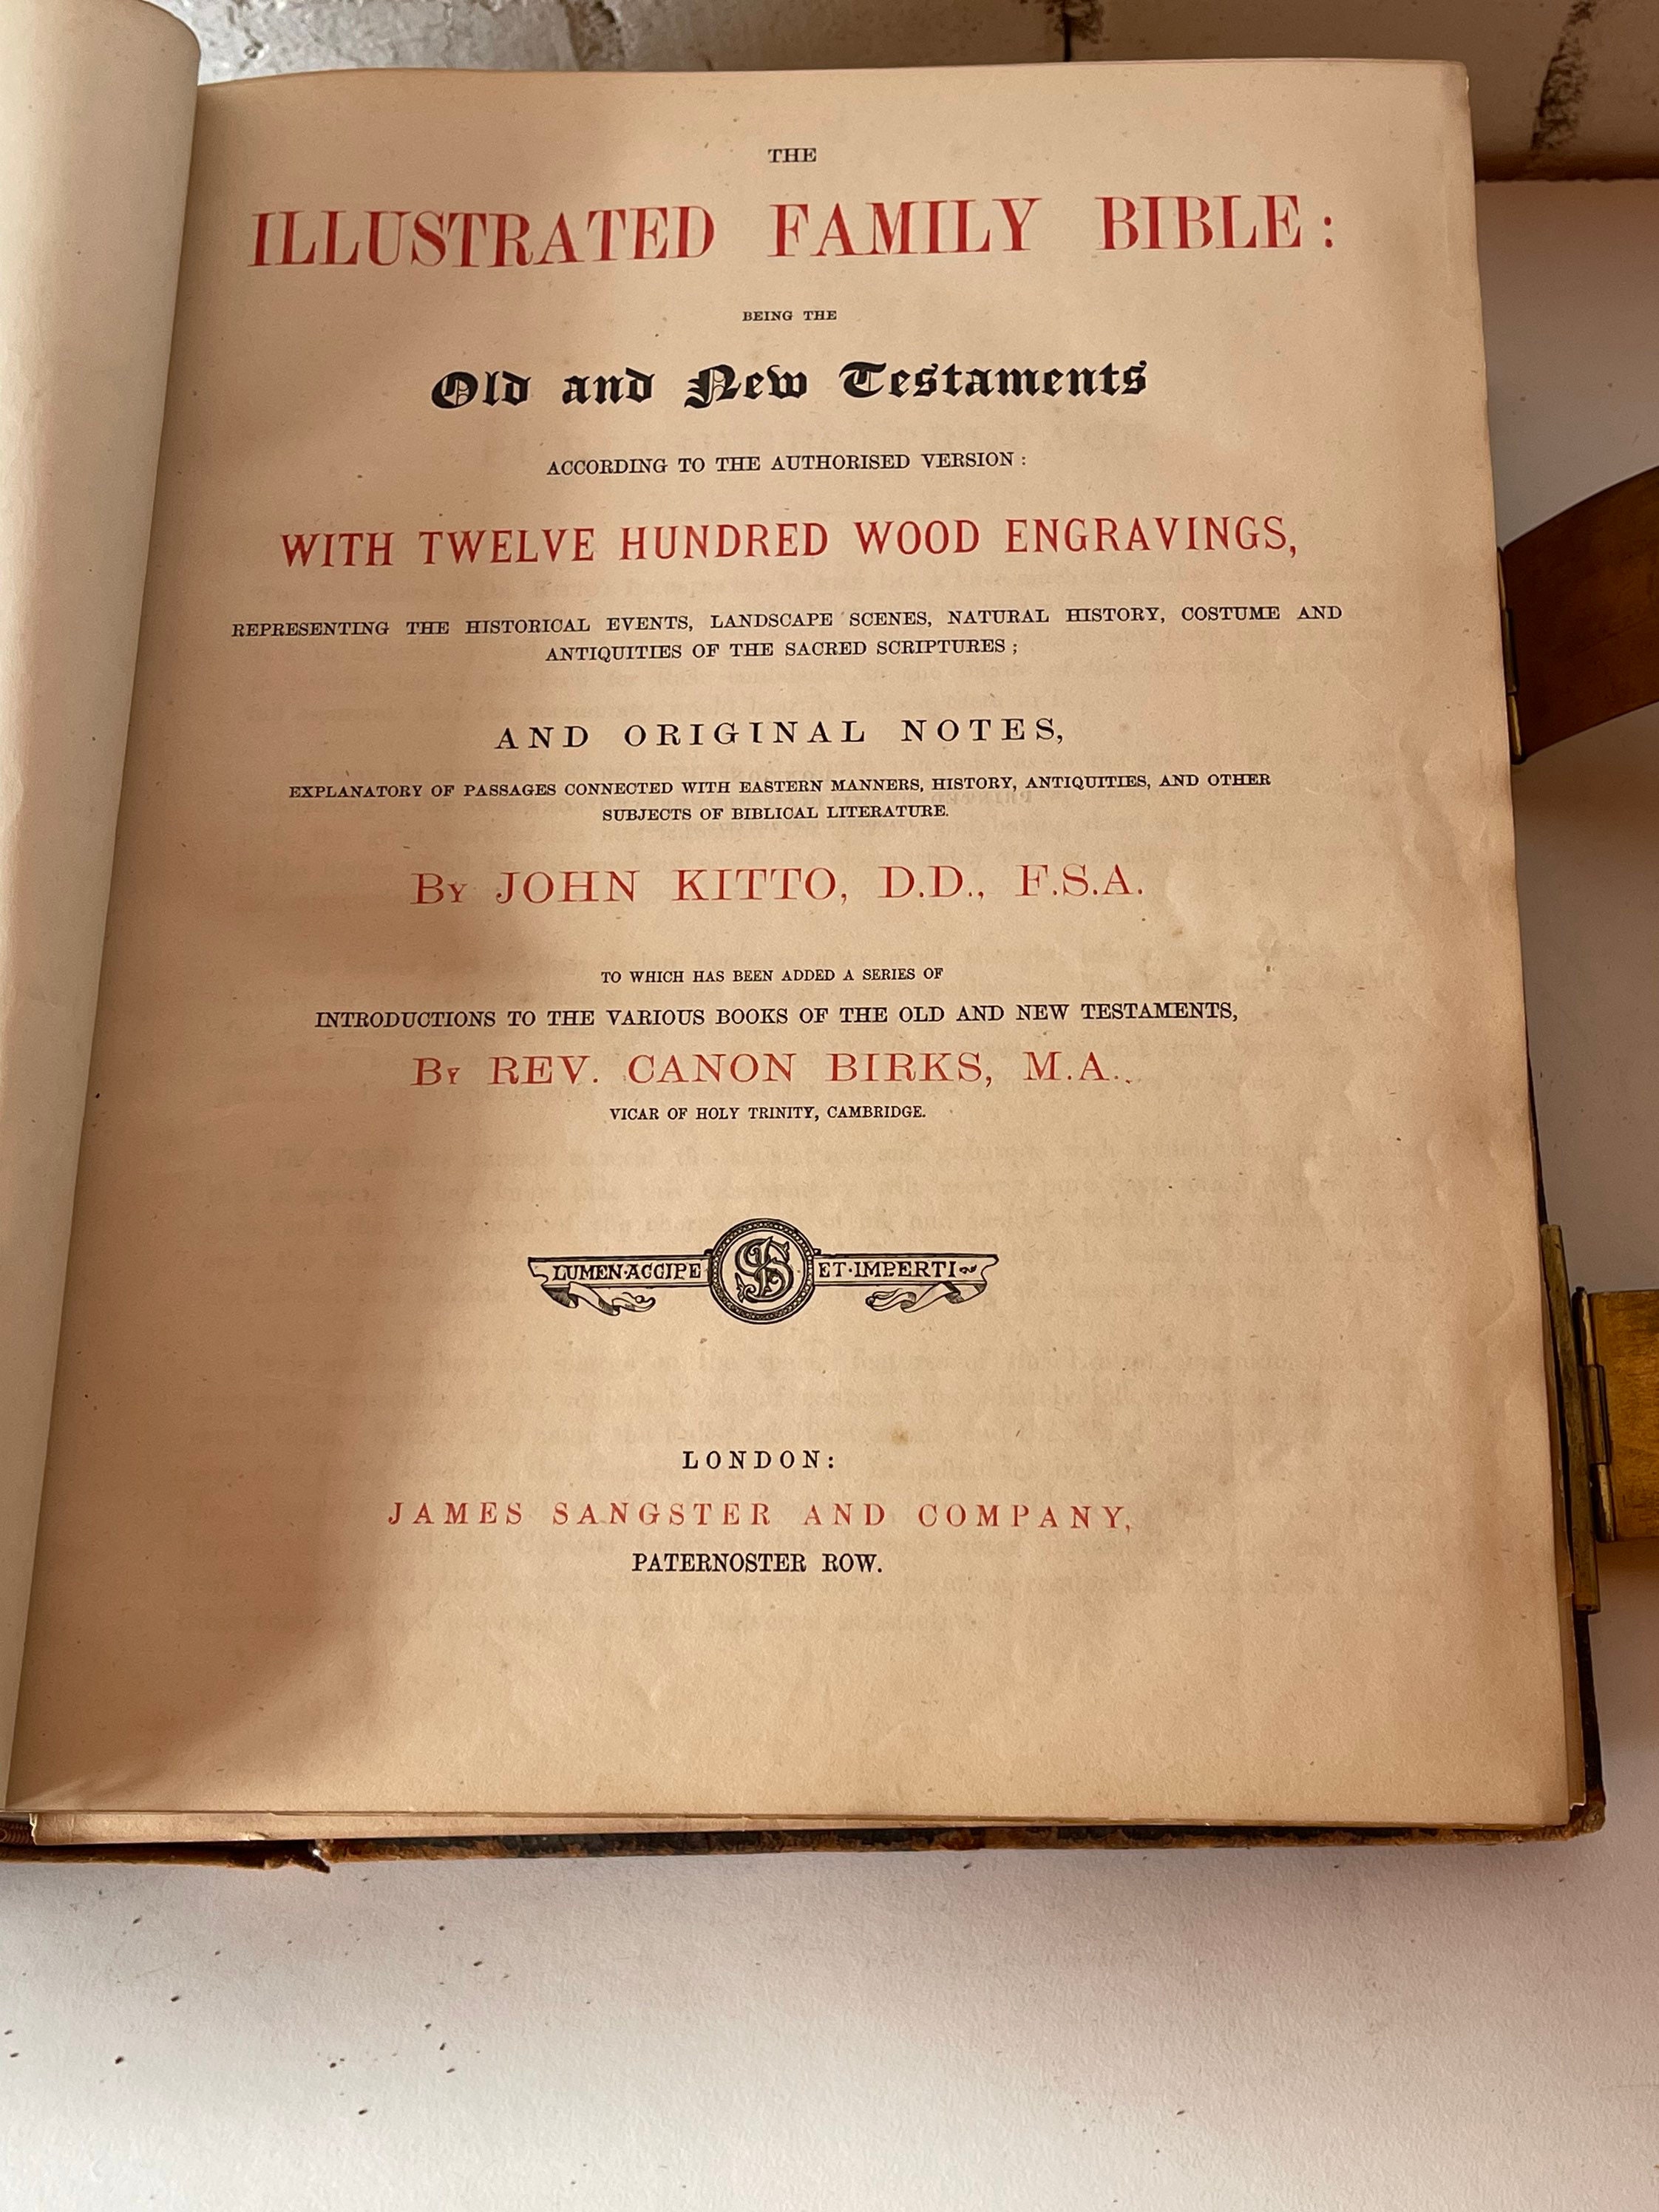 THE
ILLUSTRATED FAMILY BIBLE:
BEING THE
Old and New Testaments
ACCORDING TO THE AUTHORISED VERSION:
WITH TWELVE HUNDRED WOOD ENGRAVINGS,
REPRESENTING THE HISTORICAL EVENTS, LANDSCAPE SCENES, NATURAL HISTORY, COSTUME AND
ANTIQUITIES OF THE SACRED SCRIPTURES;
AND ORIGINAL NOTES,
EXPLANATORY OF PASSAGES CONNECTED WITH EASTERN MANNERS, HISTORY, ANTIQUITIES, AND OTHER
SUBJECTS OF BIBLICAL LITERATURE.
BY JOHN KITTO, D.D., F.S.A.
TO WHICH HAS BEEN ADDED A SERIES OF
INTRODUCTIONS TO THE VARIOUS BOOKS OF THE OLD AND NEW TESTAMENTS,
BY REV. CANON BIRKS, M.A.,
VICAR OF HOLY TRINITY, CAMBRIDGE.
LUMEN·ACCIPE ET·IMPERTI
LONDON:
JAMES SANGSTER AND COMPANY,
PATERNOSTER ROW.